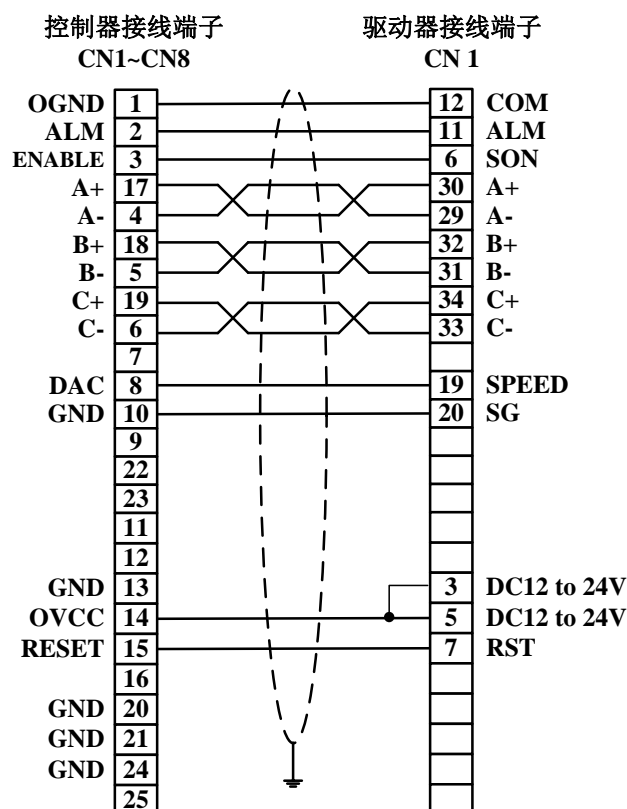 控制器接线端子 驱动器接线端子
CN1~CN8 CN 1
OGND 1 12 COM
ALM 2 11 ALM
ENABLE 3 6 SON
A+ 17 30 A+
A- 4 29 A-
B+ 18 32 B+
B- 5 31 B-
C+ 19 34 C+
C- 6 33 C-
7
DAC 8 19 SPEED
GND 10 20 SG
9
22
23
11
12
GND 13 3 DC12 to 24V
OVCC 14 5 DC12 to 24V
RESET 15 7 RST
16
GND 20
GND 21
GND 24
25